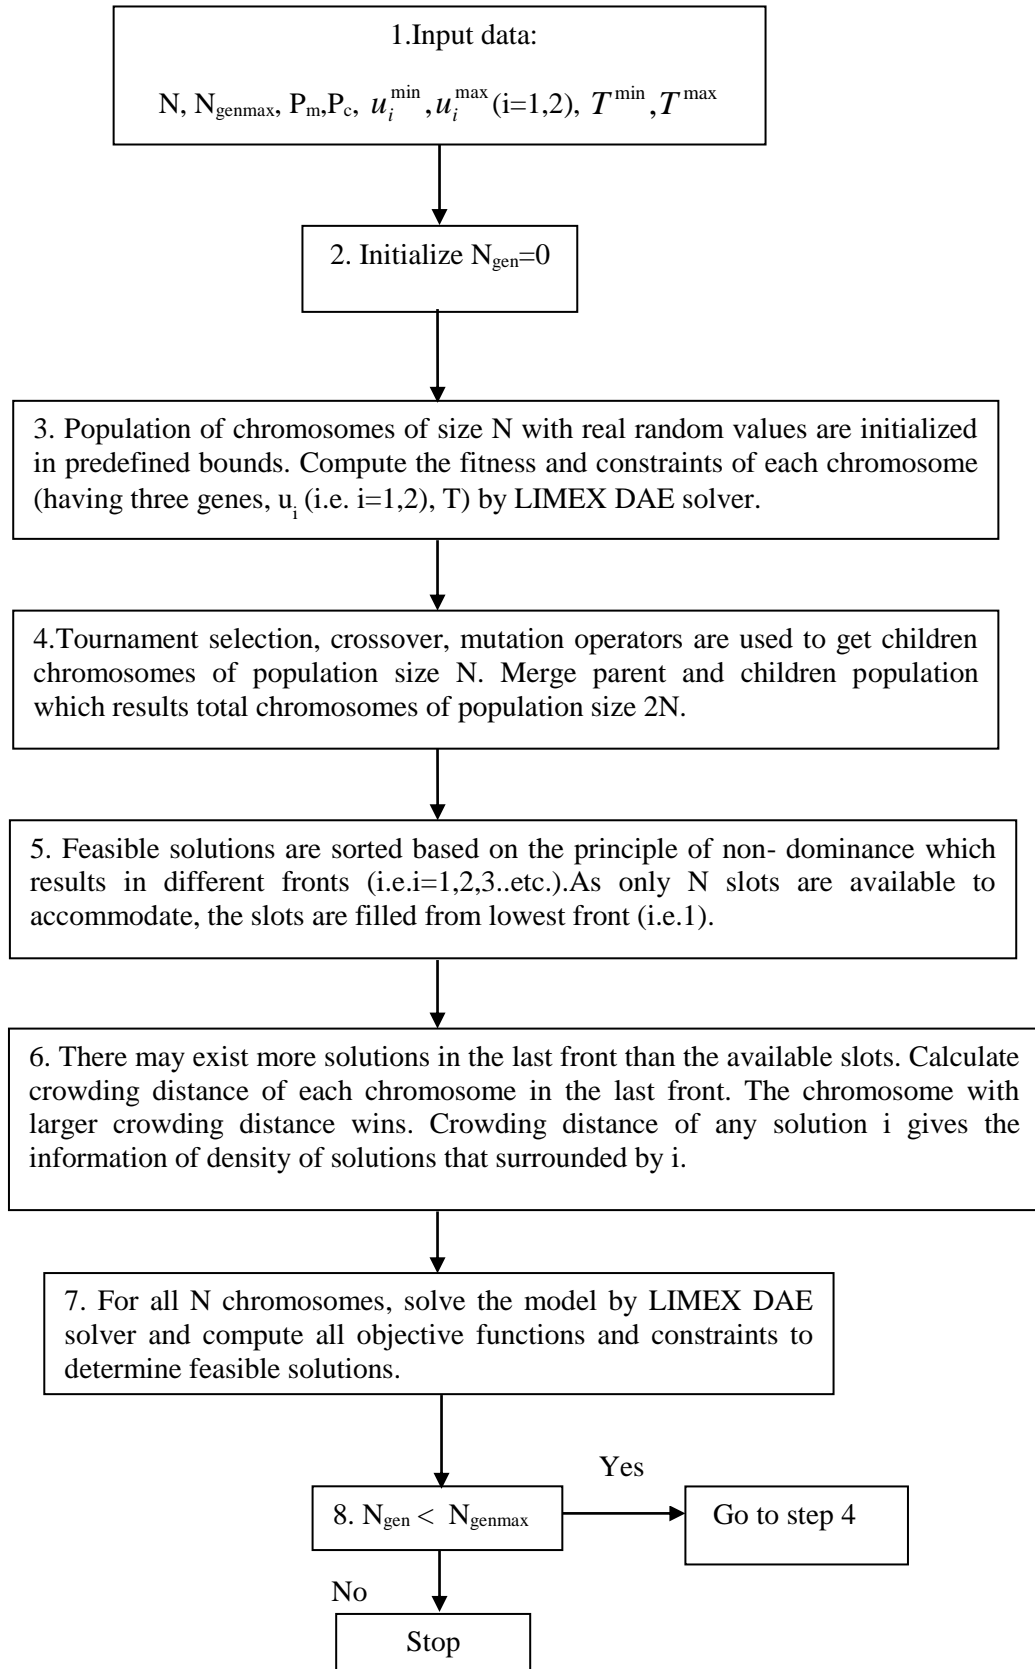 1.Input data:
N, N_genmax, P_m,P_c, u_i^min,u_i^max(i=1,2), T^min,T^max
2. Initialize N_gen=0
3. Population of chromosomes of size N with real random values are initialized
in predefined bounds. Compute the fitness and constraints of each chromosome
(having three genes, u_i (i.e. i=1,2), T) by LIMEX DAE solver.
4.Tournament selection, crossover, mutation operators are used to get children
chromosomes of population size N. Merge parent and children population
which results total chromosomes of population size 2N.
5. Feasible solutions are sorted based on the principle of non- dominance which
results in different fronts (i.e.i=1,2,3..etc.).As only N slots are available to
accommodate, the slots are filled from lowest front (i.e.1).
6. There may exist more solutions in the last front than the available slots. Calculate
crowding distance of each chromosome in the last front. The chromosome with
larger crowding distance wins. Crowding distance of any solution i gives the
information of density of solutions that surrounded by i.
7. For all N chromosomes, solve the model by LIMEX DAE
solver and compute all objective functions and constraints to
determine feasible solutions.
Yes
8. N_gen < N_genmax
Go to step 4
No
Stop